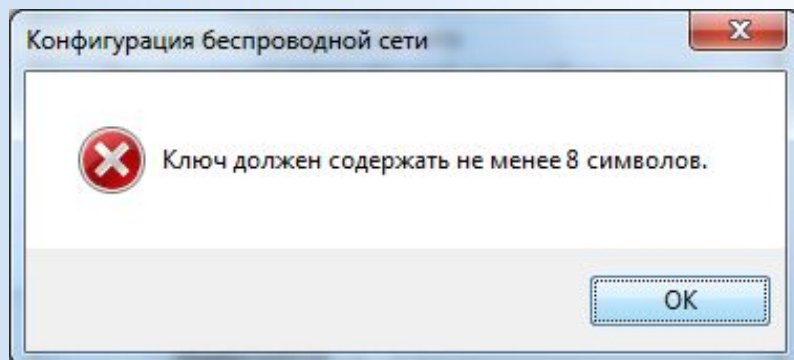 Конфигурация беспроводной сети
Ключ должен содержать не менее 8 символов.
OK